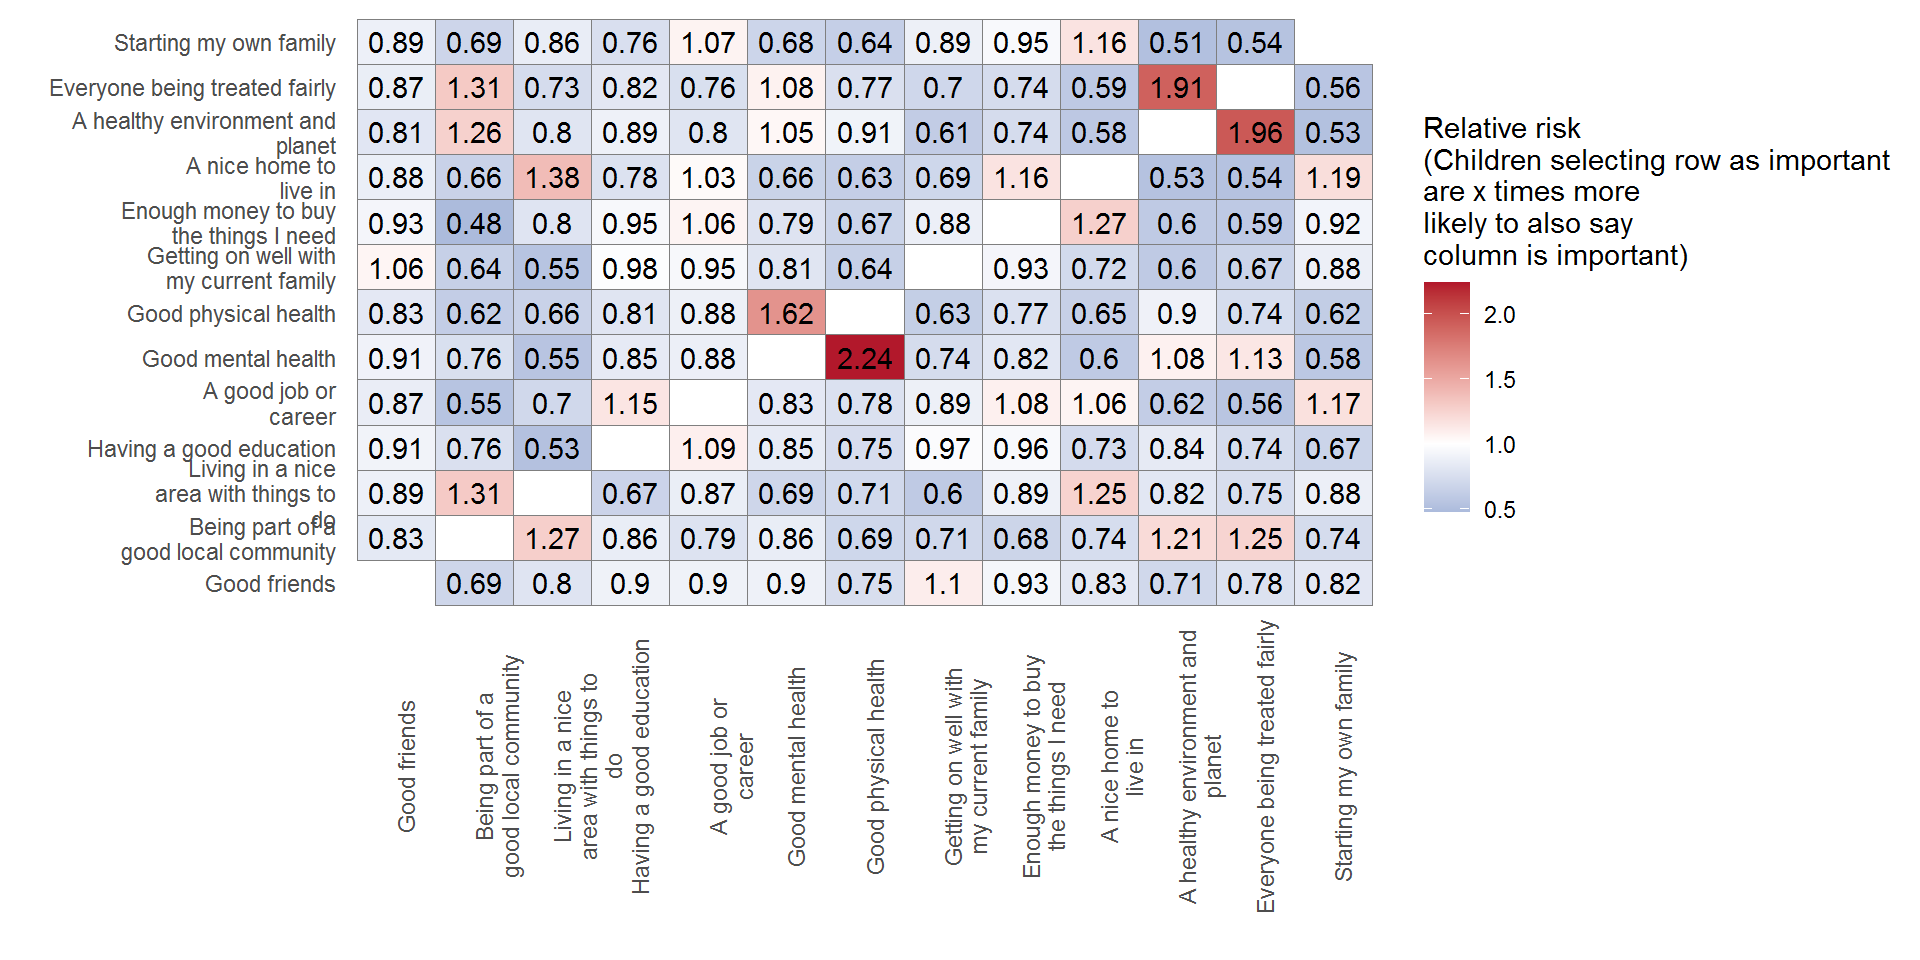 Starting my own family 0.89 0.69 0.86 0.76 1.07 0.68 0.64 0.89 0.95 1.16 0.51 0.54
Everyone being treated fairly 0.87 1.31 0.73 0.82 0.76 1.08 0.77 0.7 0.74 0.59 1.91 0.56
A healthy environment and
planet
0.81 1.26 0.8 0.89 0.8 1.05 0.91 0.61 0.74 0.58 1.96 0.53
A nice home to
live in
0.88 0.66 1.38 0.78 1.03 0.66 0.63 0.69 1.16 0.53 0.54 1.19
Enough money to buy
the things I need
0.93 0.48 0.8 0.95 1.06 0.79 0.67 0.88 1.27 0.6 0.59 0.92
Getting on well with
my current family
1.06 0.64 0.55 0.98 0.95 0.81 0.64 0.93 0.72 0.6 0.67 0.88
Good physical health 0.83 0.62 0.66 0.81 0.88 1.62 0.63 0.77 0.65 0.9 0.74 0.62
Good mental health 0.91 0.76 0.55 0.85 0.88 2.24 0.74 0.82 0.6 1.08 1.13 0.58
A good job or
career
0.87 0.55 0.7 1.15 0.83 0.78 0.89 1.08 1.06 0.62 0.56 1.17
Having a good education 0.91 0.76 0.53 1.09 0.85 0.75 0.97 0.96 0.73 0.84 0.74 0.67
Living in a nice
area with things to
do
0.89 1.31 0.67 0.87 0.69 0.71 0.6 0.89 1.25 0.82 0.75 0.88
Being part of a
good local community
0.83 1.27 0.86 0.79 0.86 0.69 0.71 0.68 0.74 1.21 1.25 0.74
Good friends 0.69 0.8 0.9 0.9 0.9 0.75 1.1 0.93 0.83 0.71 0.78 0.82
Good friends
Being part of a
good local community
Living in a nice
area with things to
do
Having a good education
A good job or
career
Good mental health
Good physical health
Getting on well with
my current family
Enough money to buy
the things I need
A nice home to
live in
A healthy environment and
planet
Everyone being treated fairly
Starting my own family
Relative risk
(Children selecting row as important
are x times more
likely to also say
column is important)
2.0
1.5
1.0
0.5